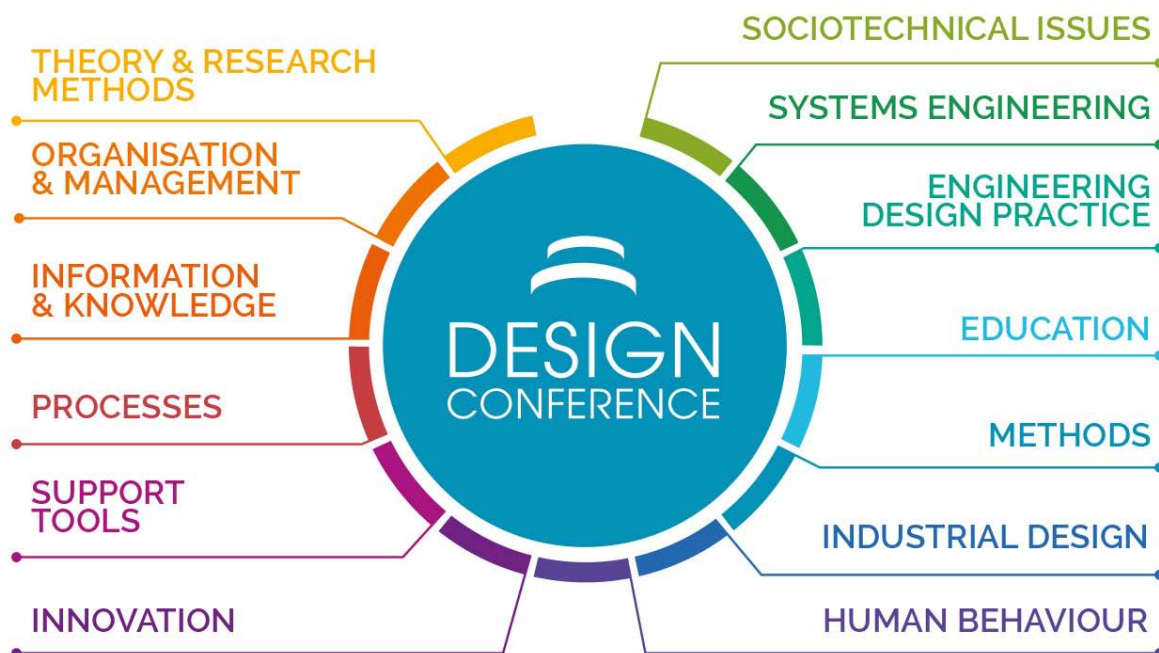 THEORY & RESEARCH
METHODS
ORGANISATION
& MANAGEMENT
INFORMATION
& KNOWLEDGE
PROCESSES
SUPPORT
TOOLS
INNOVATION
DESIGN
CONFERENCE
SOCIOTECHNICAL ISSUES
SYSTEMS ENGINEERING
ENGINEERING
DESIGN PRACTICE
EDUCATION
METHODS
INDUSTRIAL DESIGN
HUMAN BEHAVIOUR